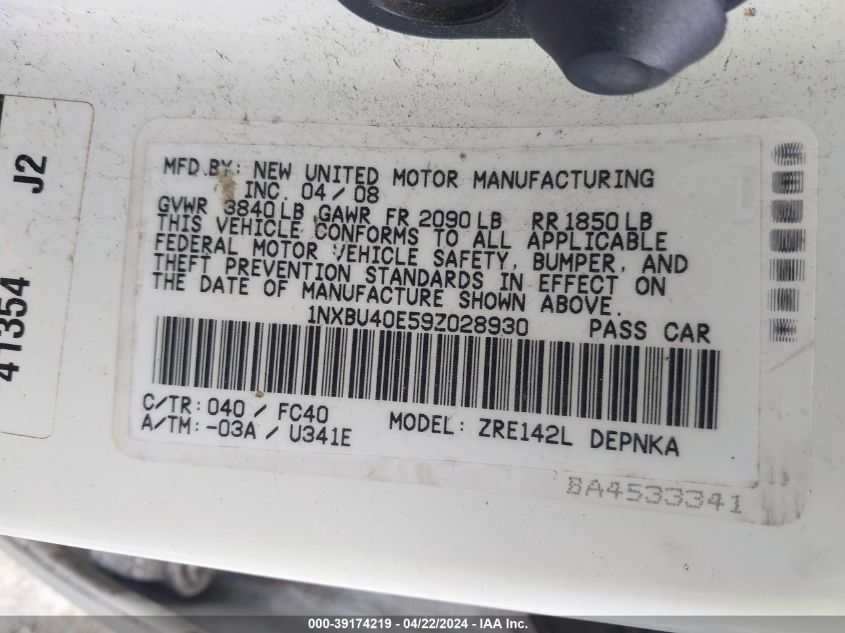 J2
41354
MFD.BY: NEW UNITED MOTOR MANUFACTURING
INC. 04/08
GVWR 3840LB GAWR FR 2090LB RR 1850LB
THIS VEHICLE CONFORMS TO ALL APPLICABLE
FEDERAL MOTOR VEHICLE SAFETY, BUMPER, AND
THEFT PREVENTION STANDARDS IN EFFECT ON
THE DATE OF MANUFACTURE SHOWN ABOVE.
1NXBU40E59Z028930 PASS CAR
C/TR: 040 / FC40
A/TM: -03A / U341E
MODEL: ZRE142L DEPNKA
BA4533341
000-39174219 - 04/22/2024 - IAA Inc.